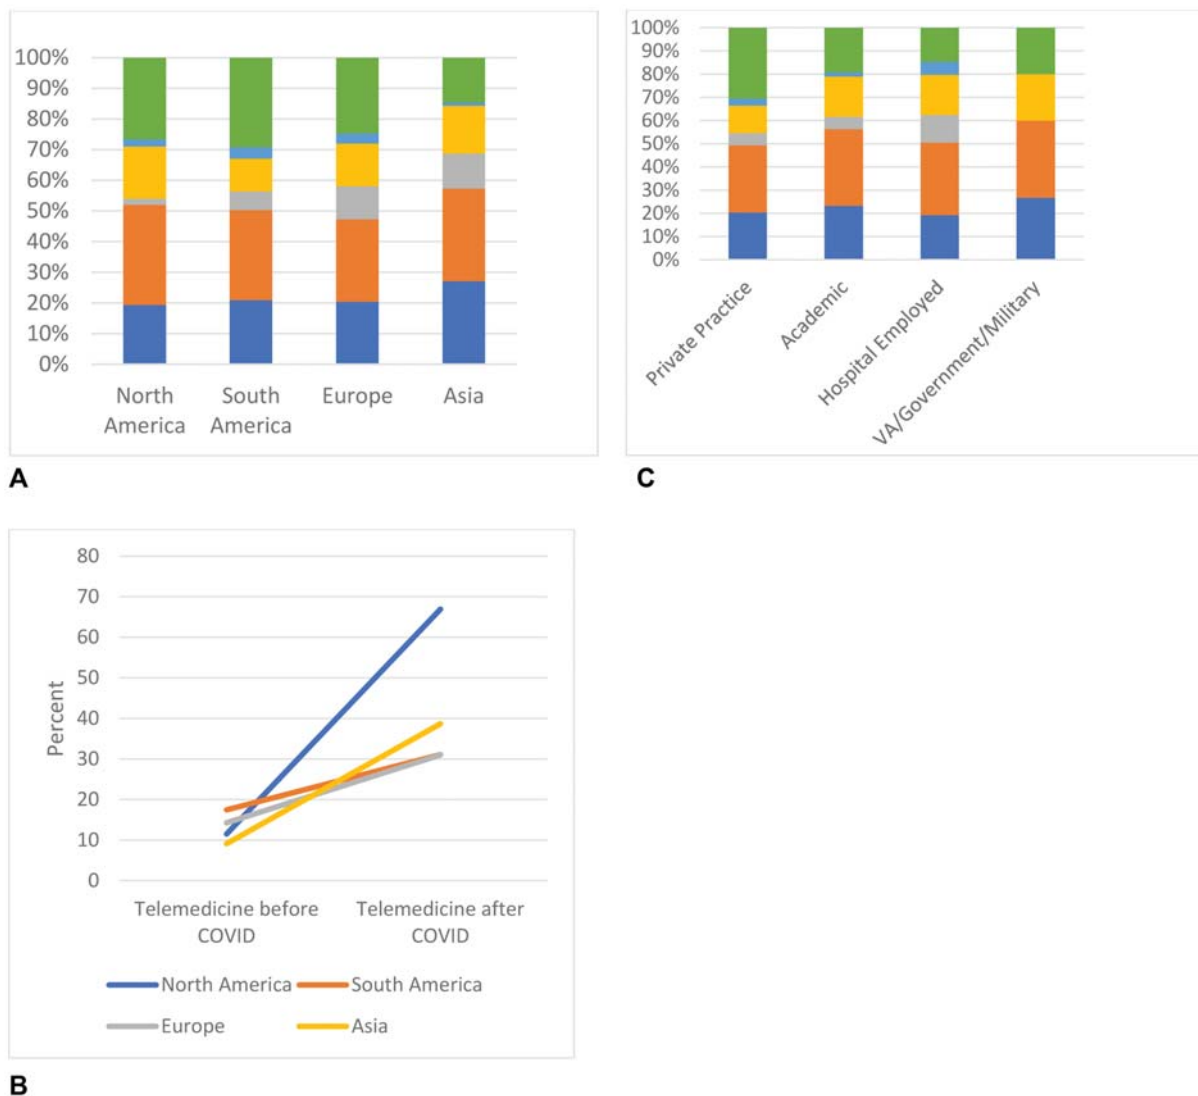 100%
90%
80%
70%
60%
50%
40%
30%
20%
10%
0%
North America
South America
Europe
Asia
A
100%
90%
80%
70%
60%
50%
40%
30%
20%
10%
0%
Private Practice
Academic
Hospital Employed
VA/Government/Military
C
Percent
80
70
60
50
40
30
20
10
0
Telemedicine before
COVID
Telemedicine after
COVID
North America
South America
Europe
Asia
B